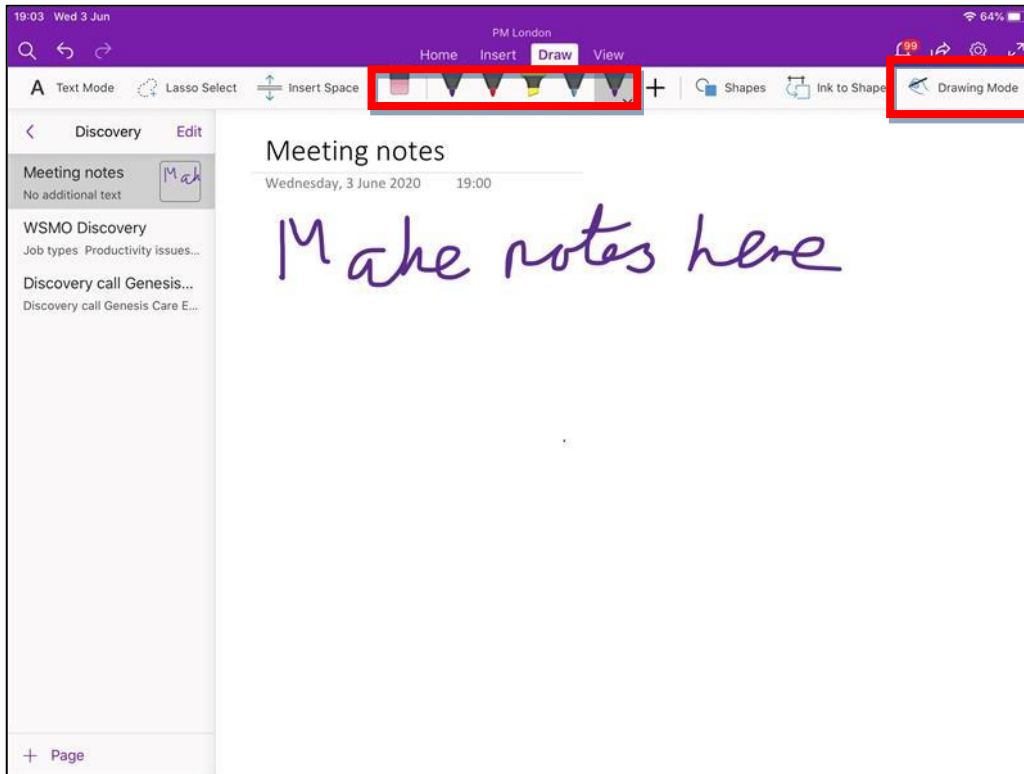 19:03 Wed 3 Jun 64%
PM London
Home Insert Draw View 99
A Text Mode Lasso Select Insert Space Shapes Ink to Shape Drawing Mode
Discovery Edit
Meeting notes
No additional text
Mah
WSMO Discovery
Job types Productivity issues...
Discovery call Genesis...
Discovery call Genesis Care E...
+ Page
Meeting notes
Wednesday, 3 June 2020 19:00
Make notes here